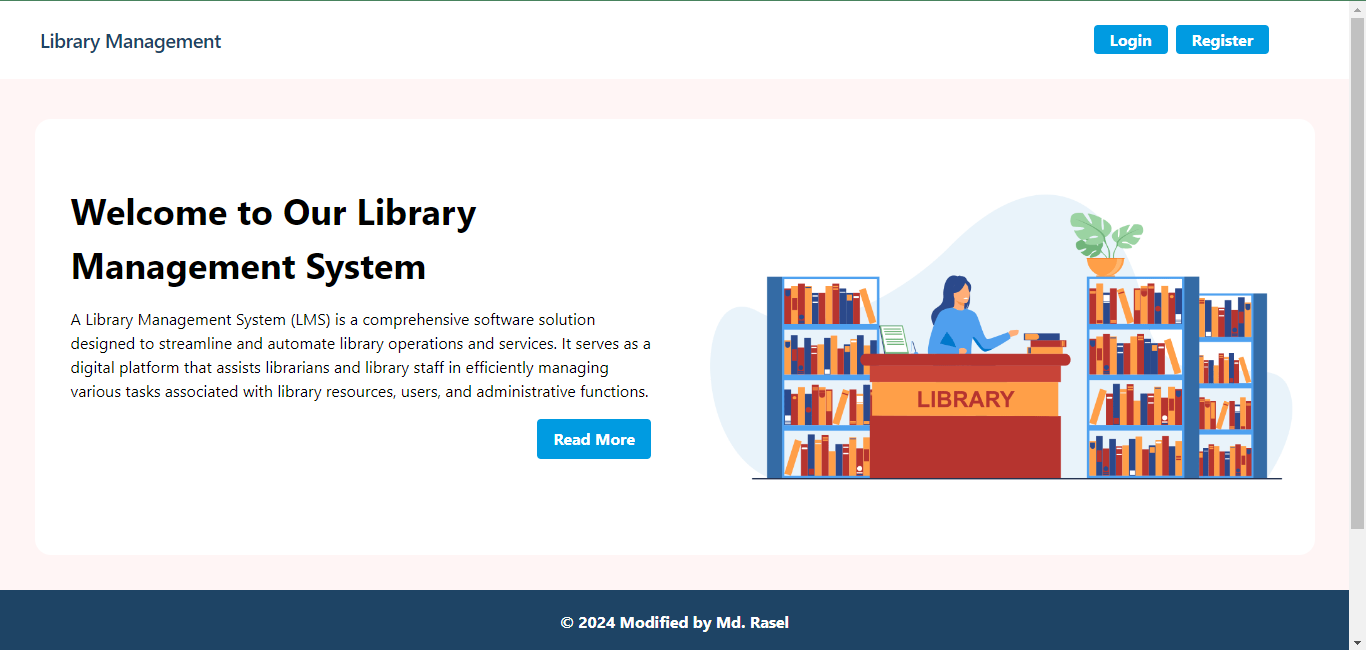 Library Management
Login
Register
Welcome to Our Library
Management System
A Library Management System (LMS) is a comprehensive software solution
designed to streamline and automate library operations and services. It serves as a
digital platform that assists librarians and library staff in efficiently managing
various tasks associated with library resources, users, and administrative functions.
Read More
LIBRARY
© 2024 Modified by Md. Rasel